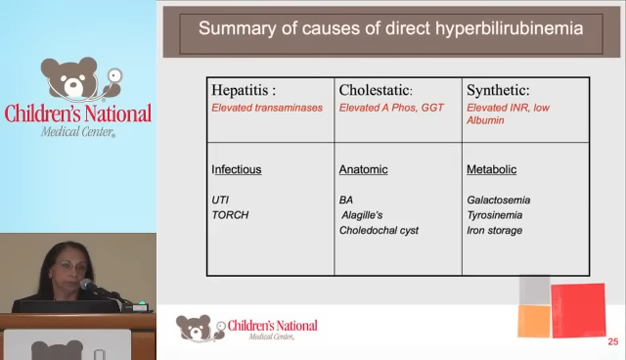 Summary of causes of direct hyperbilirubinemia
Children's National
Medical Center
Hepatitis :
Elevated transaminases
Cholestatic:
Elevated A Phos, GGT
Synthetic:
Elevated INR, low
Albumin
Infectious
UTI
TORCH
Anatomic
BA
Alagille's
Choledochal cyst
Metabolic
Galactosemia
Tyrosinemia
Iron storage
Children's National
Medical Center
25